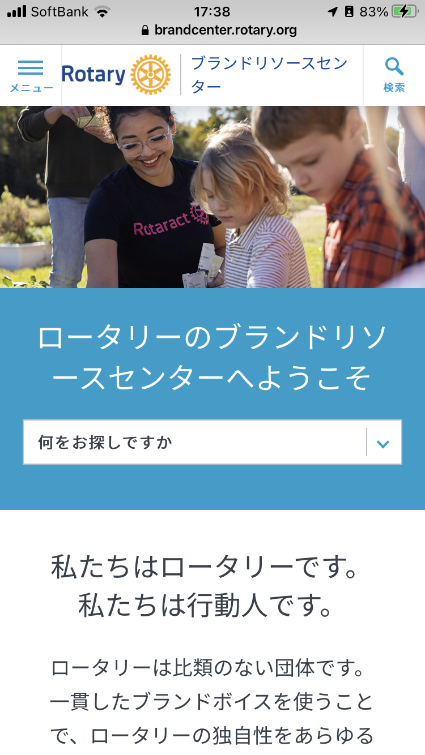 SoftBank 17:38 83%
brandcenter.rotary.org
メニュー
Rotary
ブランドリソースセン
ター
検索
Rotaract
ロータリーのブランドリソ
ースセンターへようこそ
何をお探しですか
私たちはロータリーです。
私たちは行動人です。
ロータリーは比類のない団体です。
一貫したブランドボイスを使うこと
で、ロータリーの独自性をあらゆる